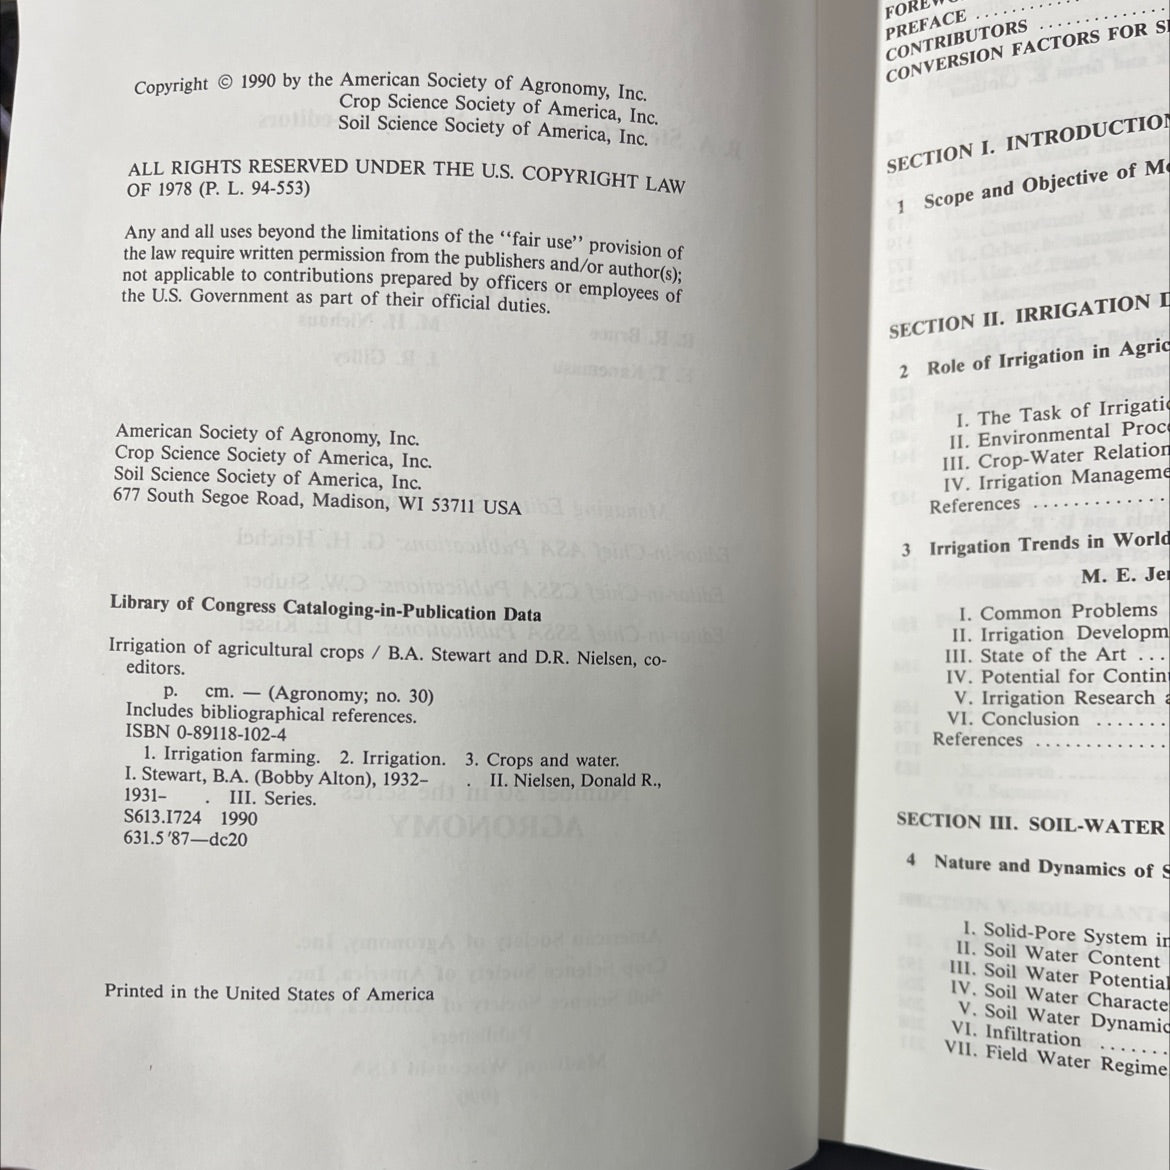 Copyright © 1990 by the American Society of Agronomy, Inc.
Crop Science Society of America, Inc.
Soil Science Society of America, Inc.
ALL RIGHTS RESERVED UNDER THE U.S. COPYRIGHT LAW
OF 1978 (P. L. 94-553)
Any and all uses beyond the limitations of the ‘‘fair use’’ provision of
the law require written permission from the publishers and/or author(s);
not applicable to contributions prepared by officers or employees of
the U.S. Government as part of their official duties.
American Society of Agronomy, Inc.
Crop Science Society of America, Inc.
Soil Science Society of America, Inc.
677 South Segoe Road, Madison, WI 53711 USA
Library of Congress Cataloging-in-Publication Data
Irrigation of agricultural crops / B.A. Stewart and D.R. Nielsen, co-
editors.
p. cm. — (Agronomy; no. 30)
Includes bibliographical references.
ISBN 0-89118-102-4
1. Irrigation farming. 2. Irrigation. 3. Crops and water.
I. Stewart, B.A. (Bobby Alton), 1932– . II. Nielsen, Donald R.,
1931– . III. Series.
S613.I724 1990
631.5 ′87—dc20
Printed in the United States of America
PREFACE ..........
CONTRIBUTORS ..........
CONVERSION FACTORS FOR
SECTION I. INTRODUCTION
1 Scope and Objective of
SECTION II. IRRIGATION
2 Role of Irrigation in
I. The Task of
II. Environmental
III. Crop-Water
IV. Irrigation
References ..........
3 Irrigation Trends in World
M. E.
I. Common Problems
II. Irrigation
III. State of the Art ...
IV. Potential for
V. Irrigation Research
VI. Conclusion .......
References ..........
SECTION III. SOIL-WATER
4 Nature and Dynamics of
I. Solid-Pore System
II. Soil Water Content
III. Soil Water Potential
IV. Soil Water
V. Soil Water
VI. Infiltration .......
VII. Field Water Regime